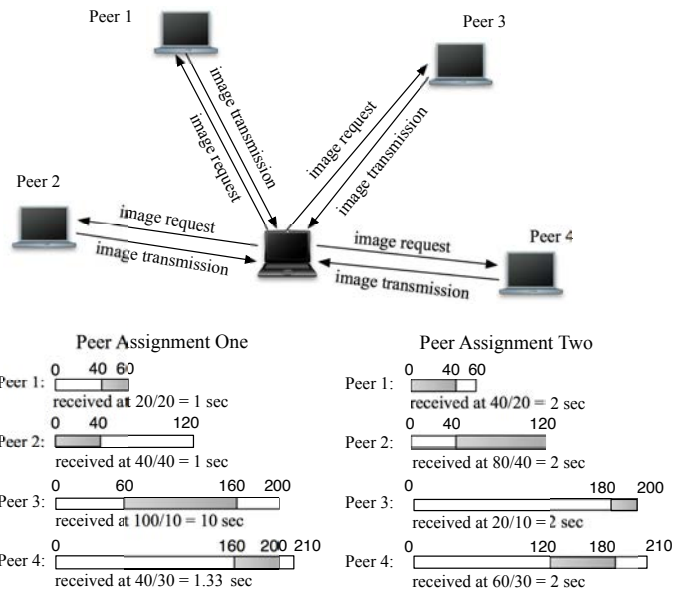 Peer 1
Peer 3
image transmission
image request
image request
image transmission
Peer 2
image request
image transmission
Peer 4
image request
image transmission
Peer Assignment One
0 40 60
Peer 1:
received at 20/20 = 1 sec
0 40 120
Peer 2:
received at 40/40 = 1 sec
0 60 160 200
Peer 3:
received at 100/10 = 10 sec
0 160 200 210
Peer 4:
received at 40/30 = 1.33 sec
Peer Assignment Two
0 40 60
Peer 1:
received at 40/20 = 2 sec
0 40 120
Peer 2:
received at 80/40 = 2 sec
0 180 200
Peer 3:
received at 20/10 = 2 sec
0 120 180 210
Peer 4:
received at 60/30 = 2 sec